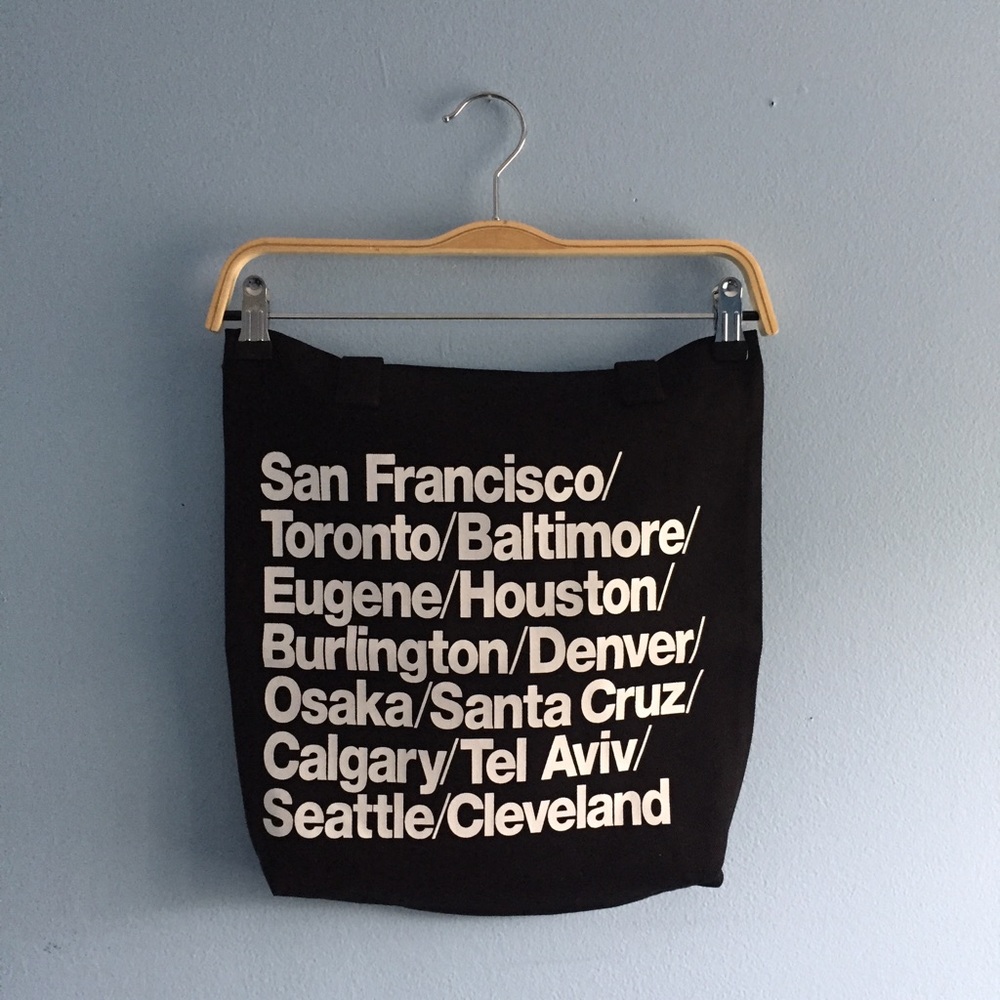 San Francisco/
Toronto/Baltimore/
Eugene/Houston/
Burlington/Denver/
Osaka/Santa Cruz/
Calgary/Tel Aviv/
Seattle/Cleveland